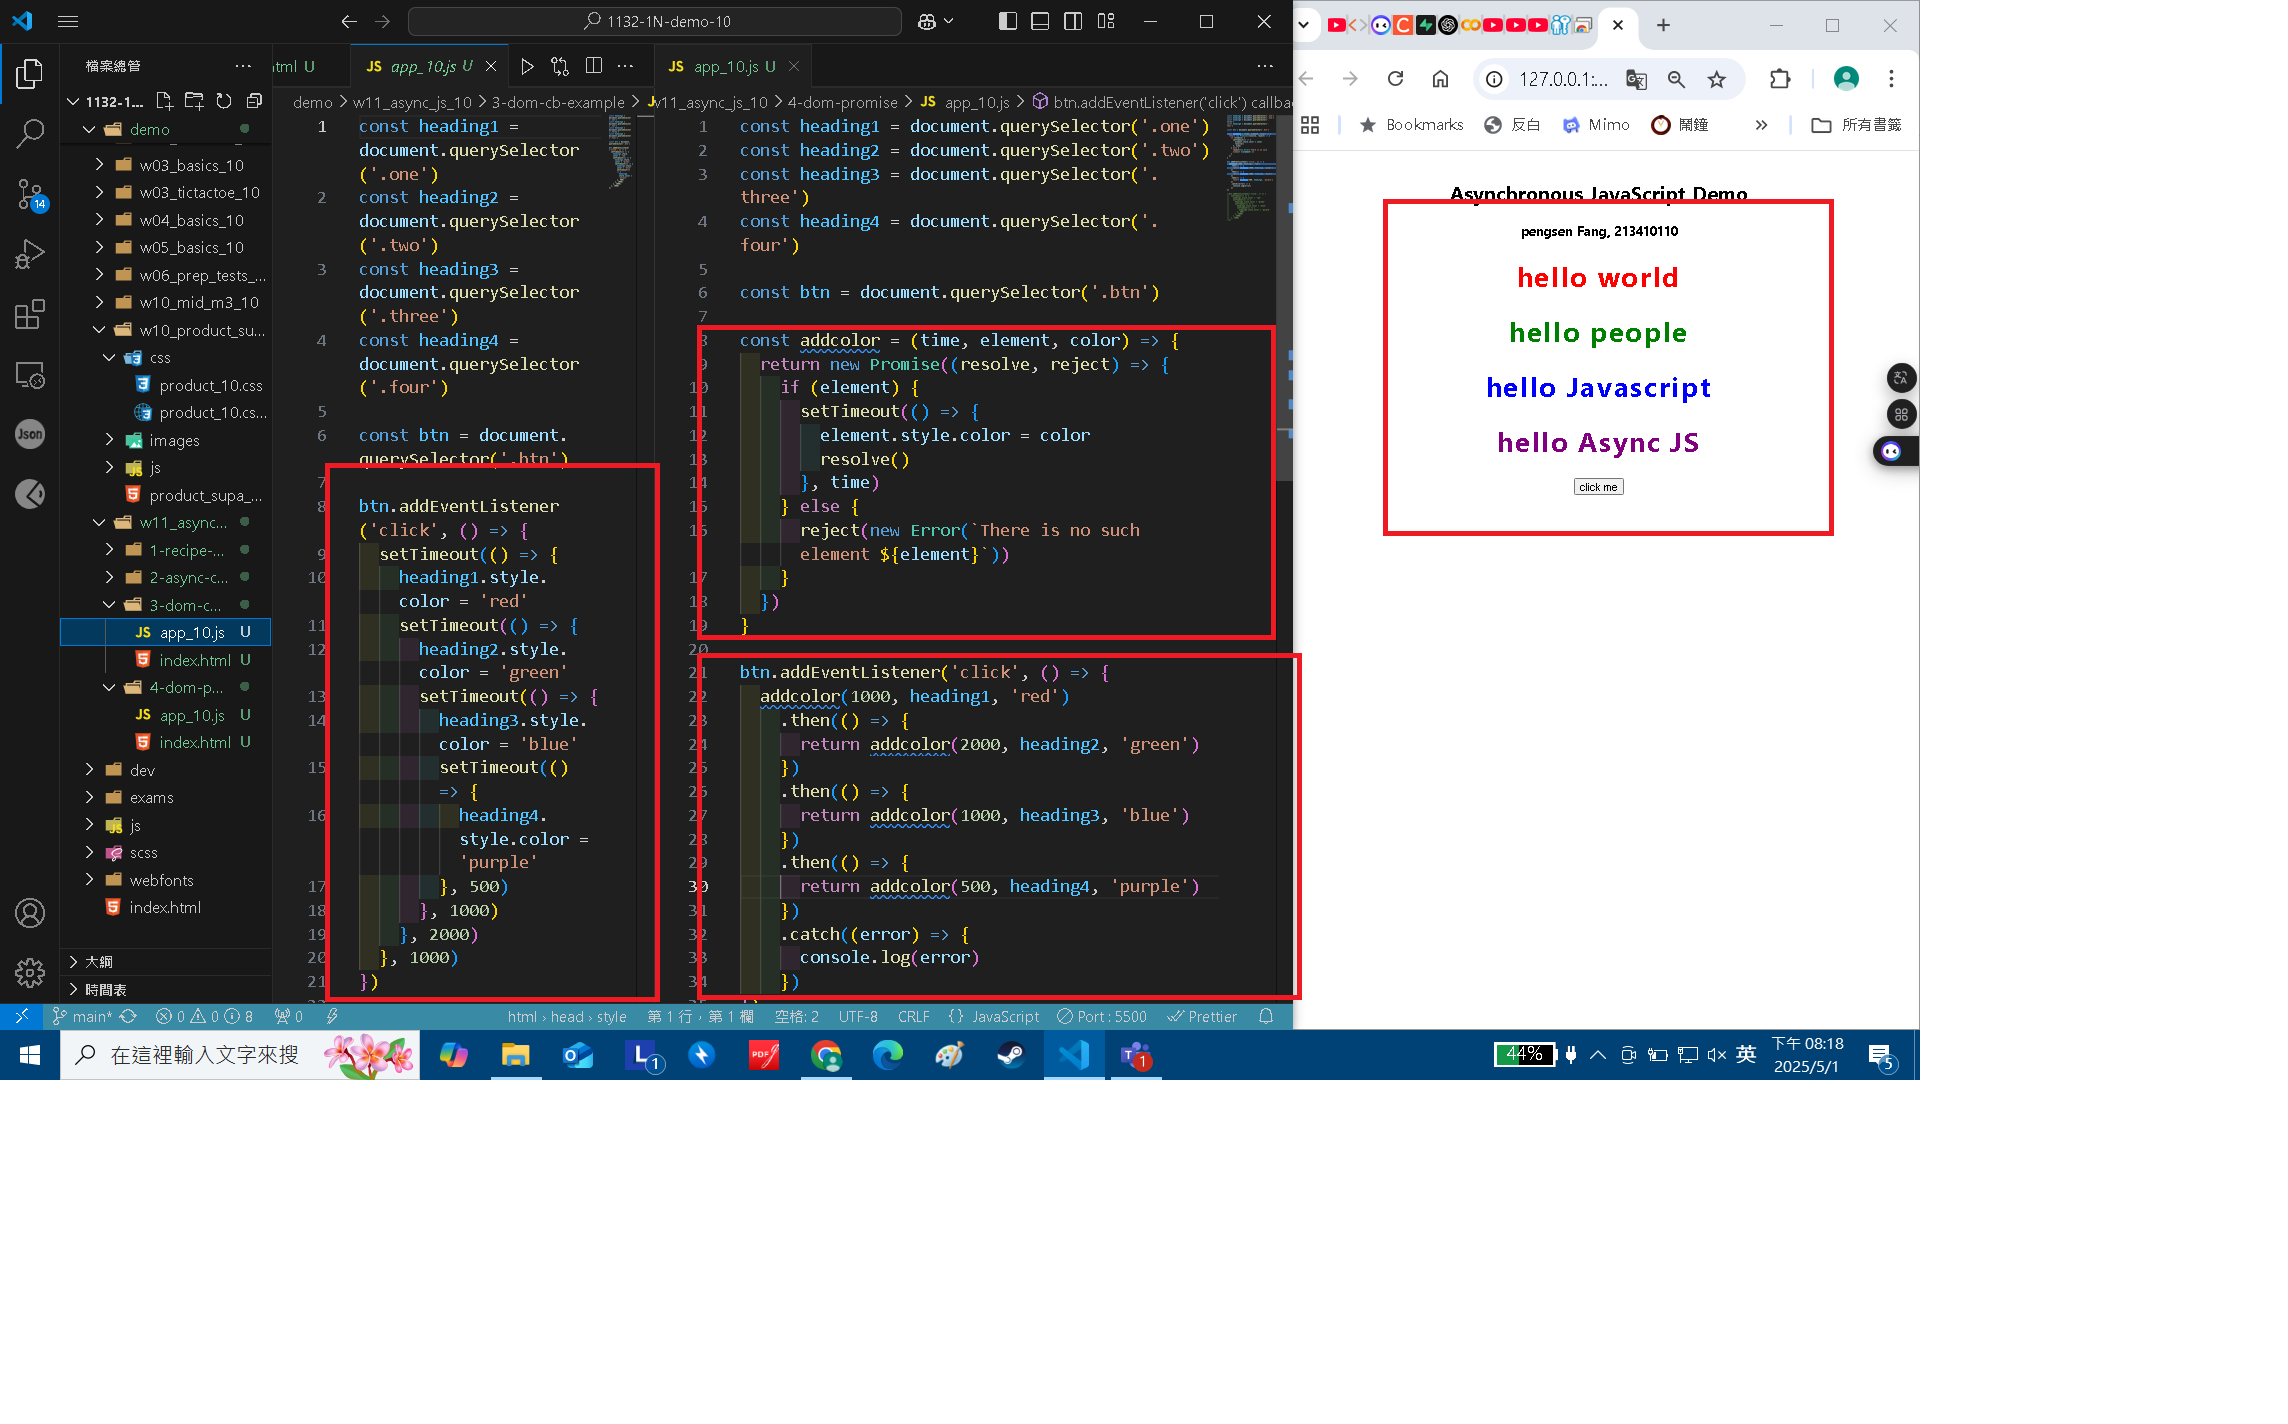 1132-1N-demo-10
檔案總管
tml U
JS app_10.js U
JS app_10.js U
1132-1...
demo > w11_async_js_10 > 3-dom-cb-example >
w11_async_js_10 > 4-dom-promise > JS app_10.js > btn.addEventListener('click') callba
demo
w03_basics_10
w03_tictactoe_10
w04_basics_10
w05_basics_10
w06_prep_tests_...
w10_mid_m3_10
w10_product_su...
css
product_10.css
product_10.cs...
images
js
product_supa_...
w11_async...
1-recipe-...
2-async-c...
3-dom-c...
JS app_10.js U
index.html U
4-dom-p...
JS app_10.js U
index.html U
dev
exams
js
scss
webfonts
index.html
大綱
時間表
14
Json
1 const heading1 =
document.querySelector
('.one')
2 const heading2 =
document.querySelector
('.two')
3 const heading3 =
document.querySelector
('.three')
4 const heading4 =
document.querySelector
('.four')
5
6 const btn = document.
querySelector('.btn')
7
8 btn.addEventListener
('click', () => {
9 setTimeout(() => {
10 heading1.style.
color = 'red'
11 setTimeout(() => {
12 heading2.style.
color = 'green'
13 setTimeout(() => {
14 heading3.style.
color = 'blue'
15 setTimeout(()
=> {
16 heading4.
style.color =
'purple'
17 }, 500)
18 }, 1000)
19 }, 2000)
20 }, 1000)
21 })
1 const heading1 = document.querySelector('.one')
2 const heading2 = document.querySelector('.two')
3 const heading3 = document.querySelector('.
three')
4 const heading4 = document.querySelector('.
four')
5
6 const btn = document.querySelector('.btn')
7
8 const addcolor = (time, element, color) => {
9 return new Promise((resolve, reject) => {
10 if (element) {
11 setTimeout(() => {
12 element.style.color = color
13 resolve()
14 }, time)
15 } else {
16 reject(new Error(`There is no such
element ${element}`))
17 }
18 })
19 }
20
21 btn.addEventListener('click', () => {
22 addcolor(1000, heading1, 'red')
23 .then(() => {
24 return addcolor(2000, heading2, 'green')
25 })
26 .then(() => {
27 return addcolor(1000, heading3, 'blue')
28 })
29 .then(() => {
30 return addcolor(500, heading4, 'purple')
31 })
32 .catch((error) => {
33 console.log(error)
34 })
main* 0 0 8 0
html › head › style 第 1 行，第 1 欄 空格: 2 UTF-8 CRLF {} JavaScript Port : 5500 Prettier
127.0.0.1:...
Bookmarks 反白 Mimo 鬧鐘 » 所有書籤
Asynchronous JavaScript Demo
pengsen Fang, 213410110
hello world
hello people
hello Javascript
hello Async JS
click me
在這裡輸入文字來搜
L 1
PDF
1
44%
英
下午 08:18
2025/5/1
5